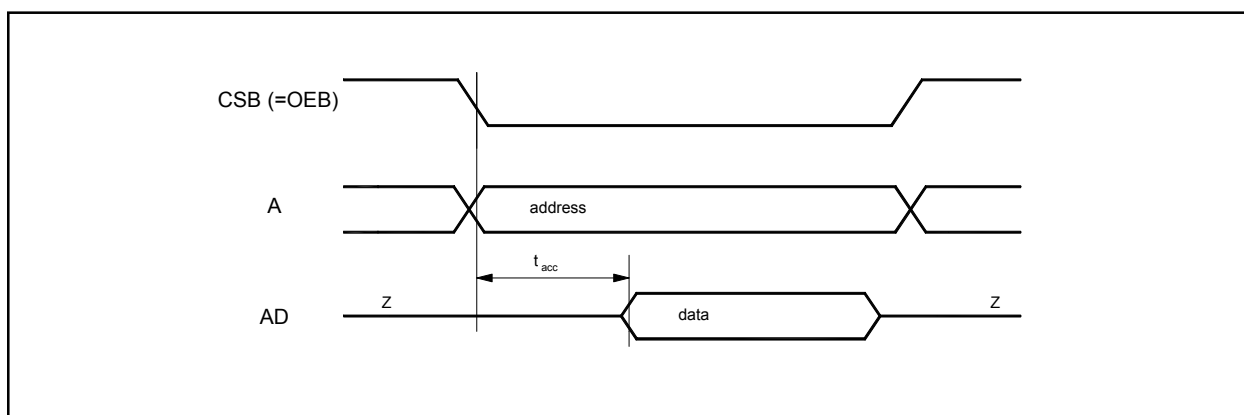 CSB (=OEB)
A
address
t acc
Z
Z
AD
data